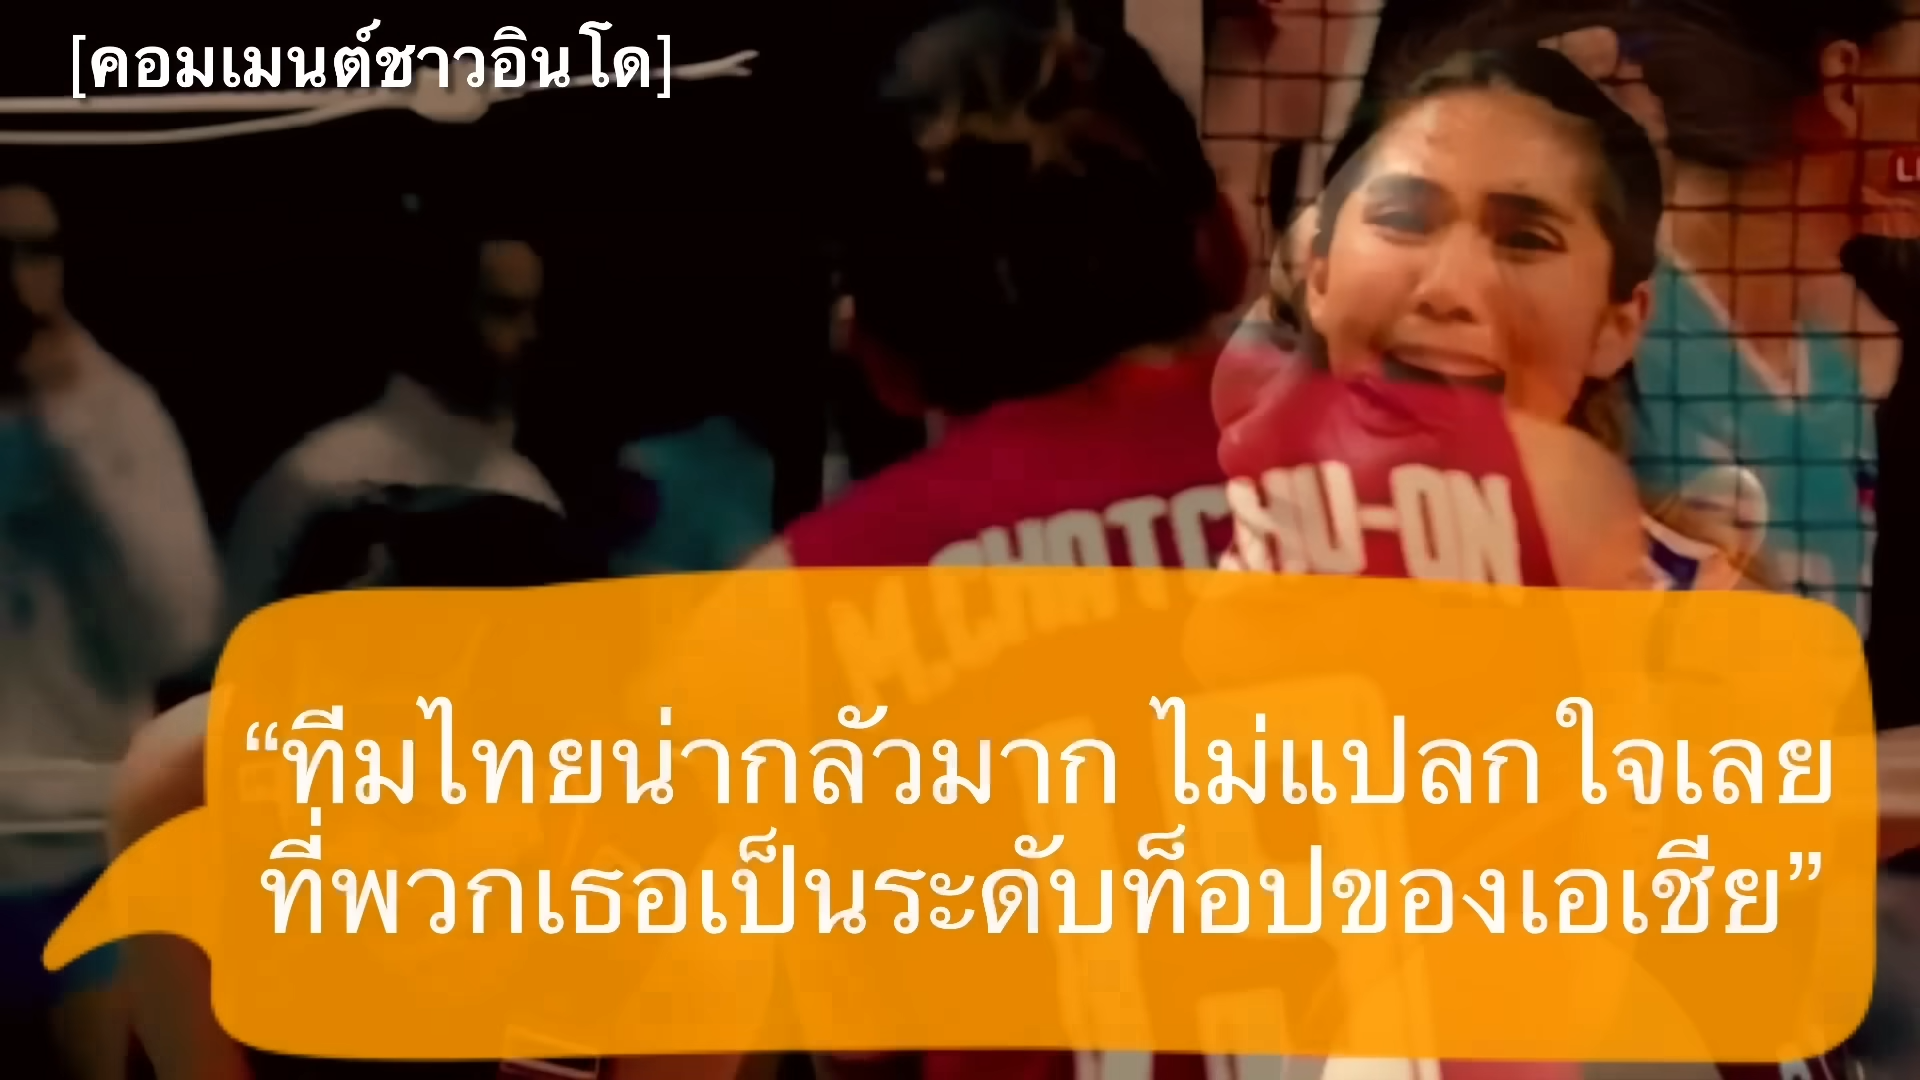 [คอมเมนต์ชาวอินโด]
M.CHATCHU-ON
19
“ทีมไทยน่ากลัวมาก ไม่แปลกใจเลย
ที่พวกเธอเป็นระดับท็อปของเอเชีย”